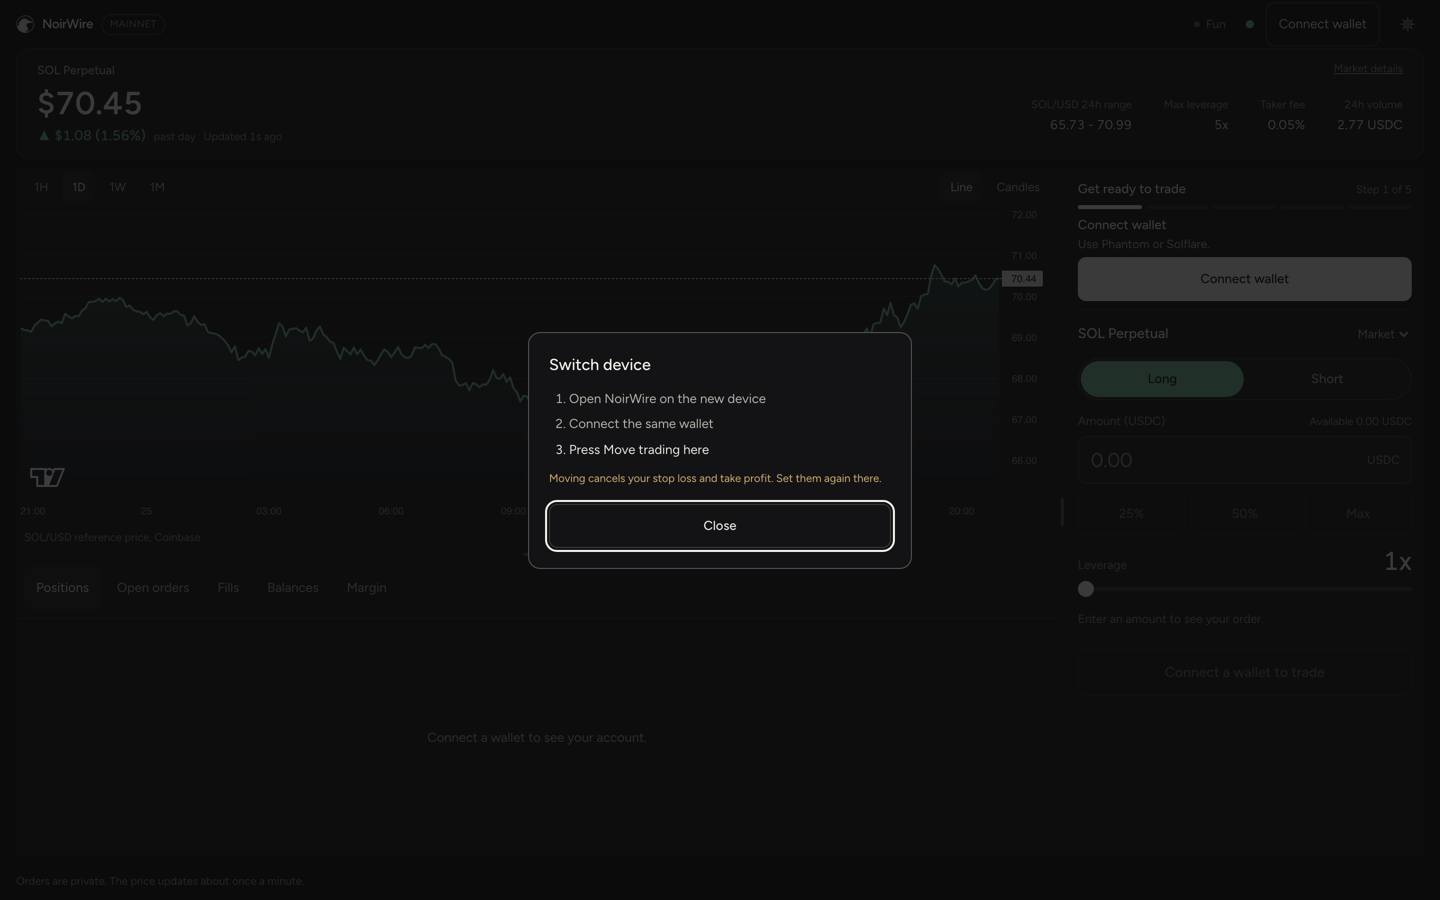 NoirWire
MAINNET
Fun
Connect wallet
SOL Perpetual
Market details
$70.45
▲ $1.08 (1.56%) past day Updated 1s ago
SOL/USD 24h range
65.73 - 70.99
Max leverage
5x
Taker fee
0.05%
24h volume
2.77 USDC
1H
1D
1W
1M
Line
Candles
72.00
71.00
70.44
70.00
69.00
68.00
67.00
66.00
21:00
25
03:00
06:00
09:00
20:00
SOL/USD reference price, Coinbase
Switch device
1. Open NoirWire on the new device
2. Connect the same wallet
3. Press Move trading here
Moving cancels your stop loss and take profit. Set them again there.
Close
Get ready to trade
Step 1 of 5
Connect wallet
Use Phantom or Solflare.
Connect wallet
SOL Perpetual
Market
Long
Short
Amount (USDC)
Available 0.00 USDC
0.00
USDC
25%
50%
Max
Leverage
1x
Enter an amount to see your order.
Connect a wallet to trade
Positions
Open orders
Fills
Balances
Margin
Connect a wallet to see your account.
Orders are private. The price updates about once a minute.